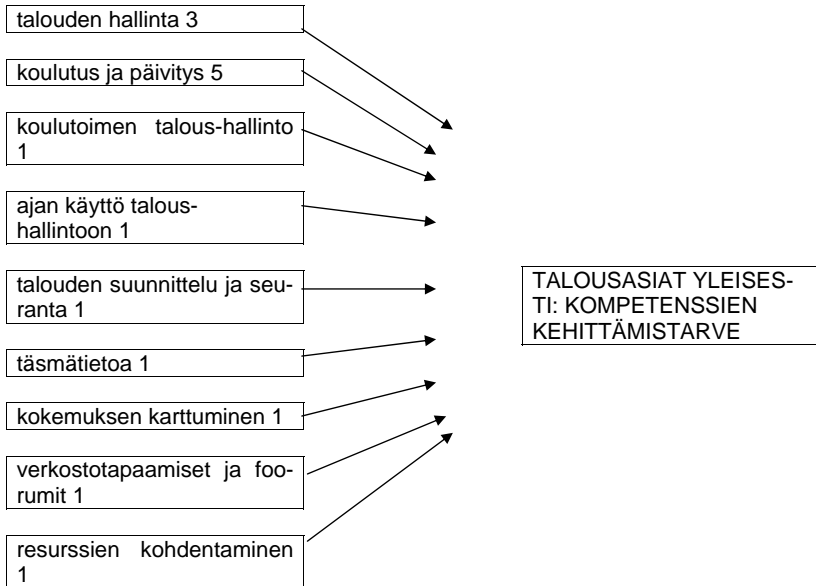 talouden hallinta 3
koulutus ja päivitys 5
koulutoimen talous-hallinto
1
ajan käyttö talous-
hallintoon 1
talouden suunnittelu ja seu-
ranta 1
täsmätietoa 1
kokemuksen karttuminen 1
verkostotapaamiset ja foo-
rumit 1
resurssien kohdentaminen
1
TALOUSASIAT YLEISES-
TI: KOMPETENSSIEN
KEHITTÄMISTARVE